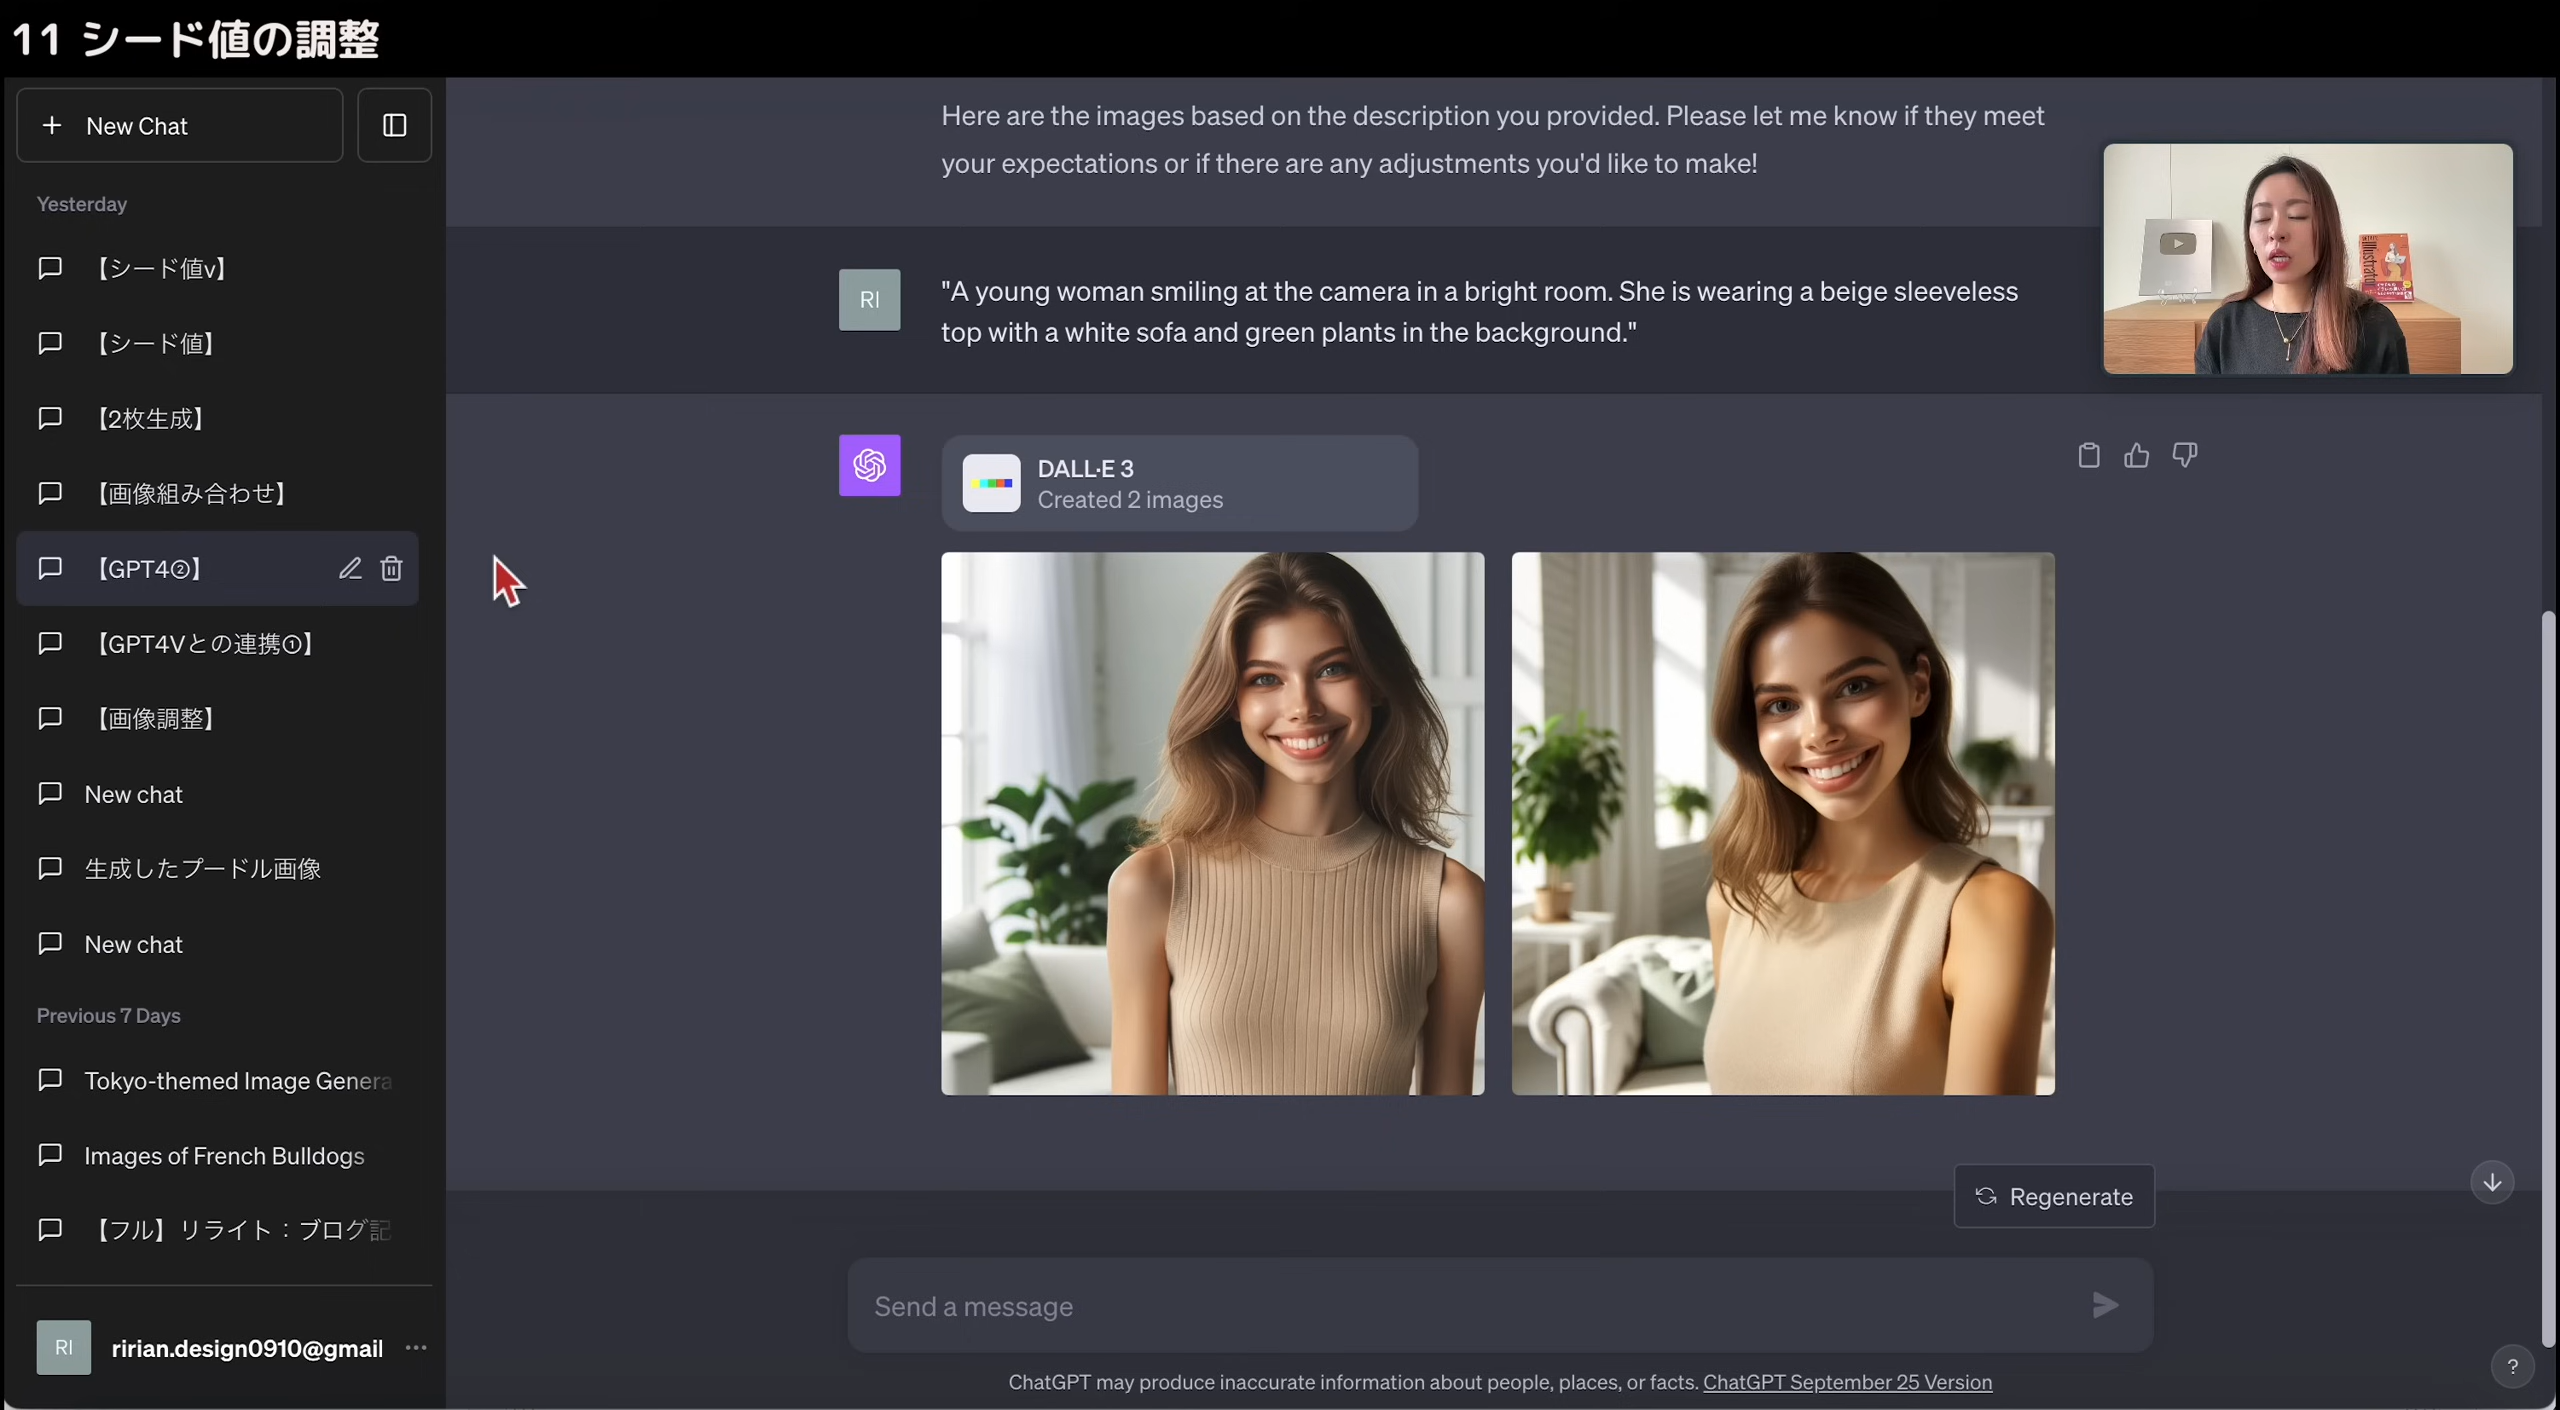 11 シード値の調整
New Chat
Yesterday
【シード値v】
【シード値】
【2枚生成】
【画像組み合わせ】
【GPT4②】
【GPT4Vとの連携①】
【画像調整】
New chat
生成したプードル画像
New chat
Previous 7 Days
Tokyo-themed Image Genera
Images of French Bulldogs
【フル】リライト：ブログ記
RI
ririan.design0910@gmail
Here are the images based on the description you provided. Please let me know if they meet
your expectations or if there are any adjustments you'd like to make!
RI
"A young woman smiling at the camera in a bright room. She is wearing a beige sleeveless
top with a white sofa and green plants in the background."
DALL·E 3
Created 2 images
Regenerate
Send a message
ChatGPT may produce inaccurate information about people, places, or facts. ChatGPT September 25 Version
?